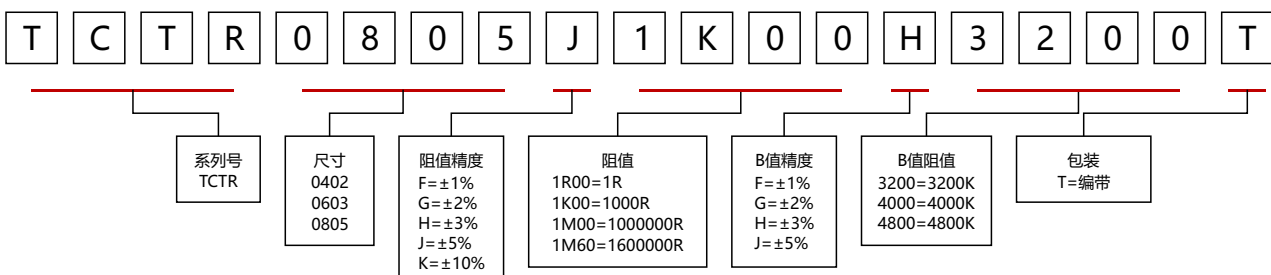 T C T R 0 8 0 5 J 1 K 0 0 H 3 2 0 0 T
系列号
TCTR
尺寸
0402
0603
0805
阻值精度
F=±1%
G=±2%
H=±3%
J=±5%
K=±10%
阻值
1R00=1R
1K00=1000R
1M00=1000000R
1M60=1600000R
B值精度
F=±1%
G=±2%
H=±3%
J=±5%
B值阻值
3200=3200K
4000=4000K
4800=4800K
包装
T=编带